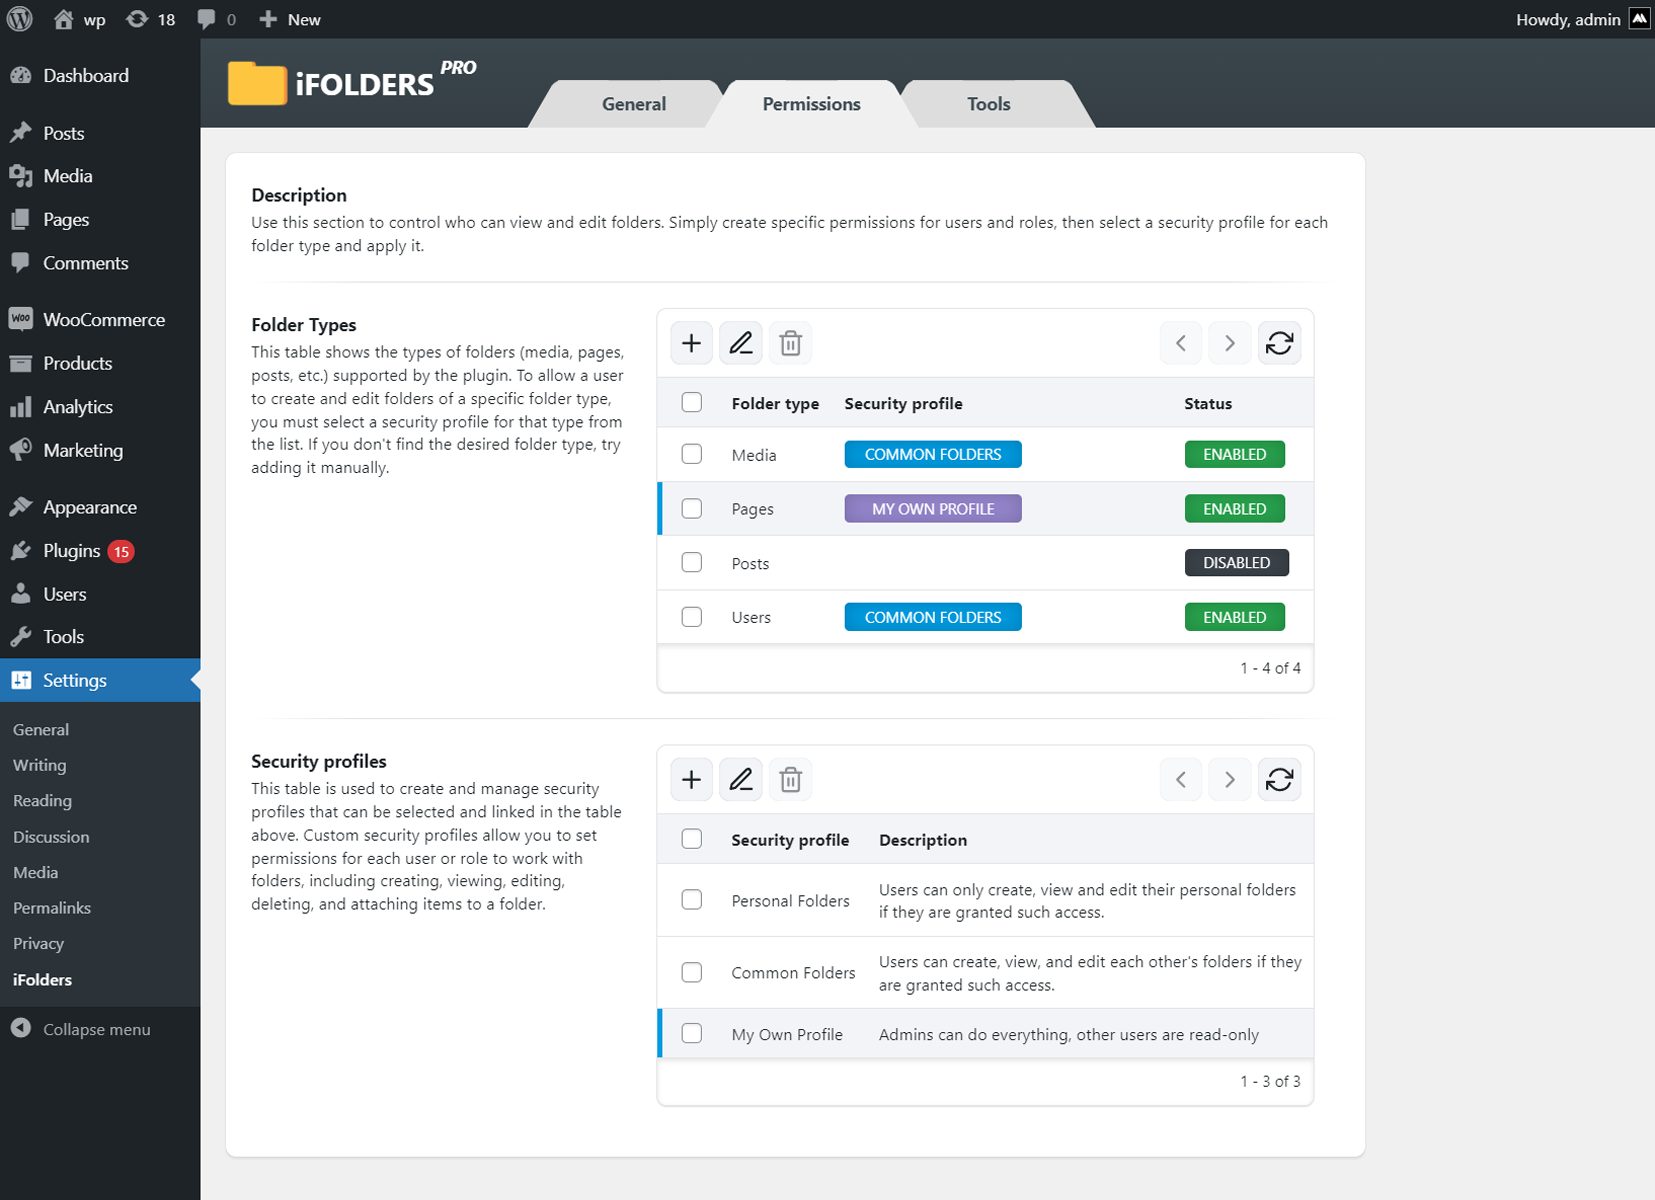 wp 18 0 New Howdy, admin
Dashboard
Posts
Media
Pages
Comments
WooCommerce
Products
Analytics
Marketing
Appearance
Plugins 15
Users
Tools
Settings
General
Writing
Reading
Discussion
Media
Permalinks
Privacy
iFolders
Collapse menu
iFOLDERS PRO
General Permissions Tools
Description
Use this section to control who can view and edit folders. Simply create specific permissions for users and roles, then select a security profile for each
folder type and apply it.
Folder Types
This table shows the types of folders (media, pages,
posts, etc.) supported by the plugin. To allow a user
to create and edit folders of a specific folder type,
you must select a security profile for that type from
the list. If you don't find the desired folder type, try
adding it manually.
Folder type Security profile Status
Media COMMON FOLDERS ENABLED
Pages MY OWN PROFILE ENABLED
Posts DISABLED
Users COMMON FOLDERS ENABLED
1 - 4 of 4
Security profiles
This table is used to create and manage security
profiles that can be selected and linked in the table
above. Custom security profiles allow you to set
permissions for each user or role to work with
folders, including creating, viewing, editing,
deleting, and attaching items to a folder.
Security profile Description
Personal Folders Users can only create, view and edit their personal folders
if they are granted such access.
Common Folders Users can create, view, and edit each other's folders if they
are granted such access.
My Own Profile Admins can do everything, other users are read-only
1 - 3 of 3